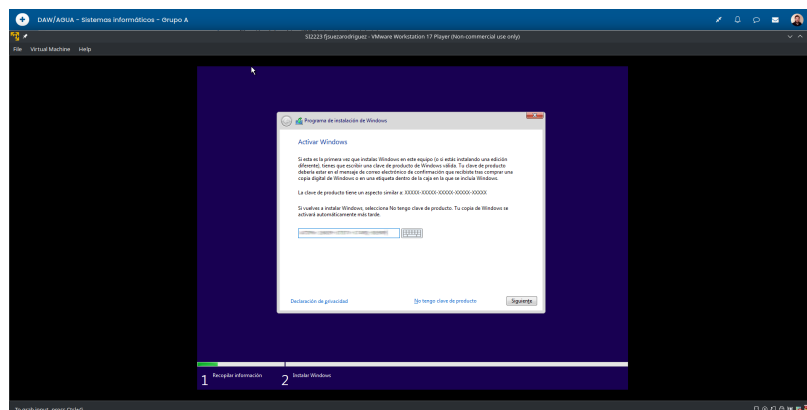 DAW/AGUA - Sistemas informáticos - Grupo A
SI2223 fjsuezarodriguez - VMware Workstation 17 Player (Non-commercial use only)
File Virtual Machine Help
Programa de instalación de Windows
Activar Windows
Si esta es la primera vez que instalas Windows en este equipo (o si estás instalando una edición
diferente), tienes que escribir una clave de producto de Windows válida. Tu clave de producto
debería estar en el mensaje de correo electrónico de confirmación que recibiste tras comprar una
copia digital de Windows o en una etiqueta dentro de la caja en la que se incluía Windows.
La clave de producto tiene un aspecto similar a: XXXXX-XXXXX-XXXXX-XXXXX-XXXXX
Si vuelves a instalar Windows, selecciona No tengo clave de producto. Tu copia de Windows se
activará automáticamente más tarde.
Declaración de privacidad
No tengo clave de producto
Siguiente
1 Recopilar información
2 Instalar Windows
To grab input, press Ctrl+G